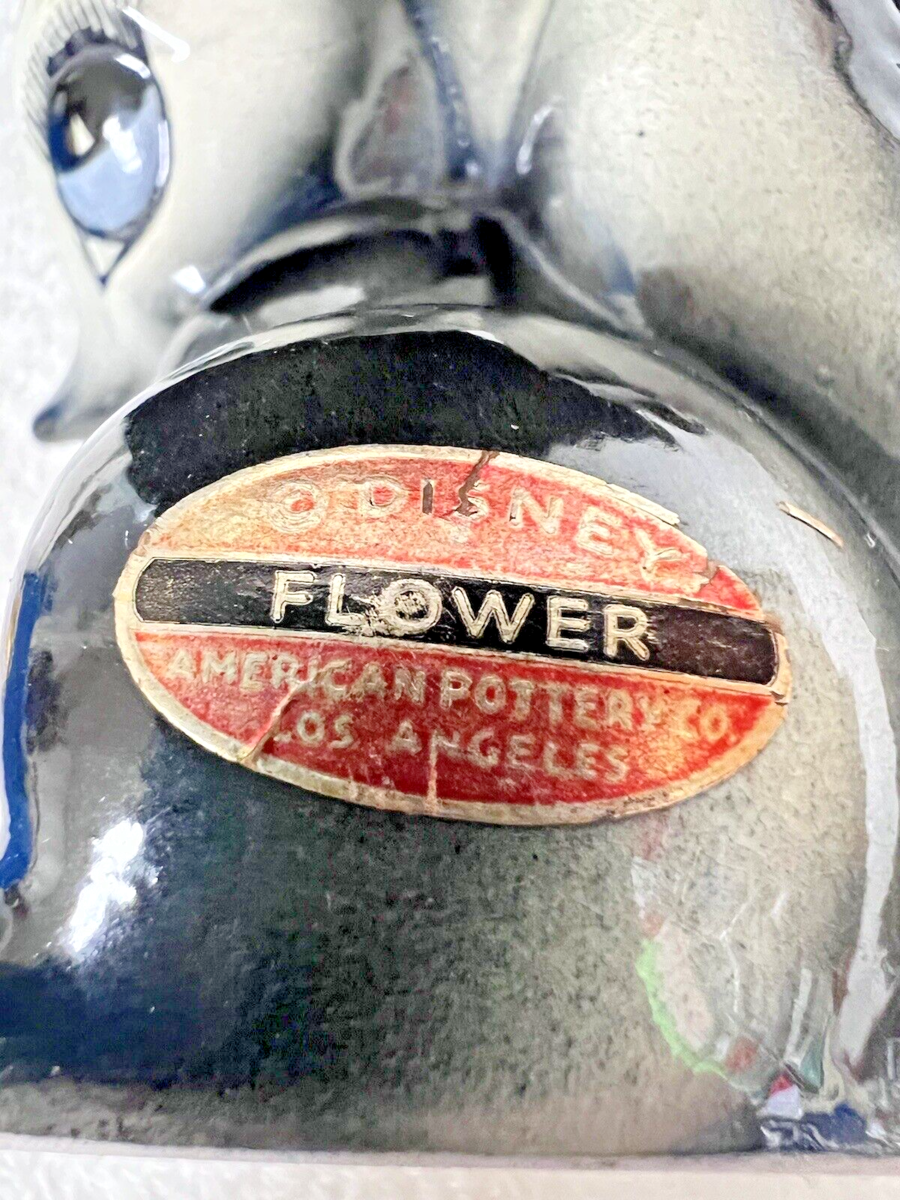 © DISNEY
FLOWER
AMERICAN POTTERY CO.
LOS ANGELES